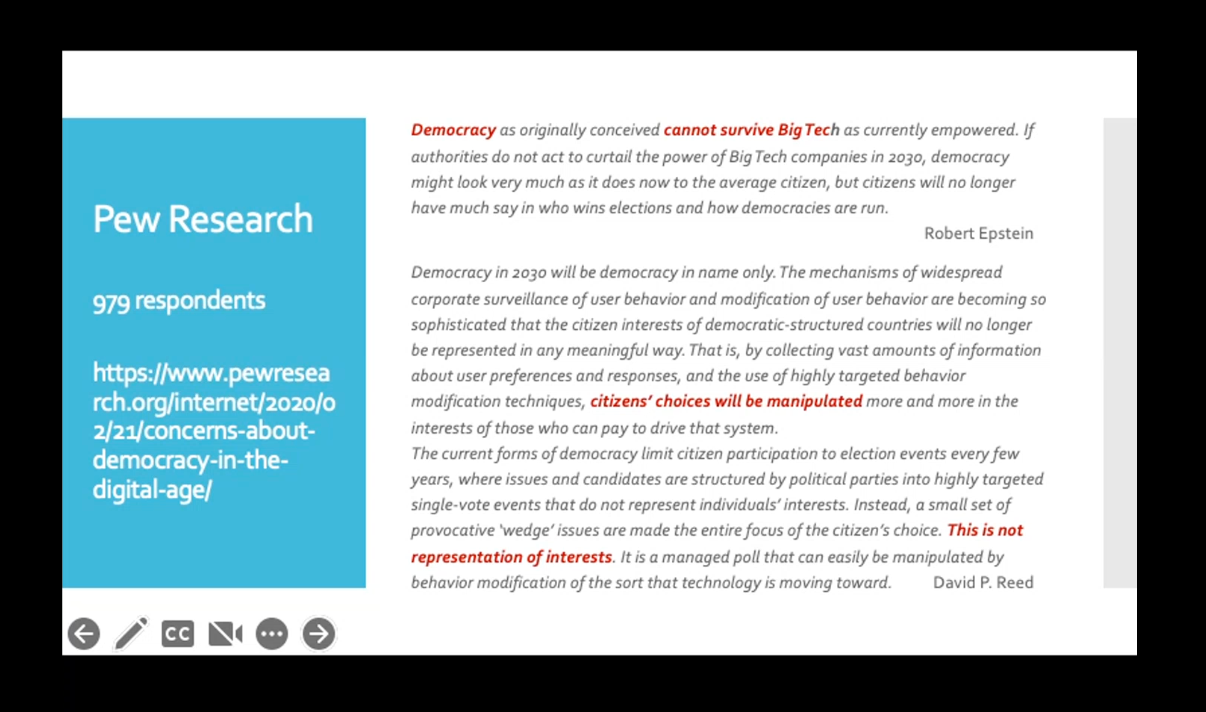 Pew Research
979 respondents
https://www.pewresea
rch.org/internet/2020/0
2/21/concerns-about-
democracy-in-the-
digital-age/
Democracy as originally conceived cannot survive Big Tech as currently empowered. If
authorities do not act to curtail the power of Big Tech companies in 2030, democracy
might look very much as it does now to the average citizen, but citizens will no longer
have much say in who wins elections and how democracies are run.
Robert Epstein
Democracy in 2030 will be democracy in name only. The mechanisms of widespread
corporate surveillance of user behavior and modification of user behavior are becoming so
sophisticated that the citizen interests of democratic-structured countries will no longer
be represented in any meaningful way. That is, by collecting vast amounts of information
about user preferences and responses, and the use of highly targeted behavior
modification techniques, citizens' choices will be manipulated more and more in the
interests of those who can pay to drive that system.
The current forms of democracy limit citizen participation to election events every few
years, where issues and candidates are structured by political parties into highly targeted
single-vote events that do not represent individuals' interests. Instead, a small set of
provocative 'wedge' issues are made the entire focus of the citizen's choice. This is not
representation of interests. It is a managed poll that can easily be manipulated by
behavior modification of the sort that technology is moving toward. David P. Reed
CC